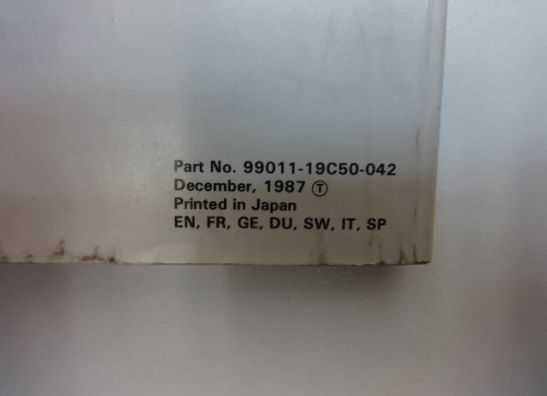 Part No. 99011-19C50-042
December, 1987 Ⓣ
Printed in Japan
EN, FR, GE, DU, SW, IT, SP